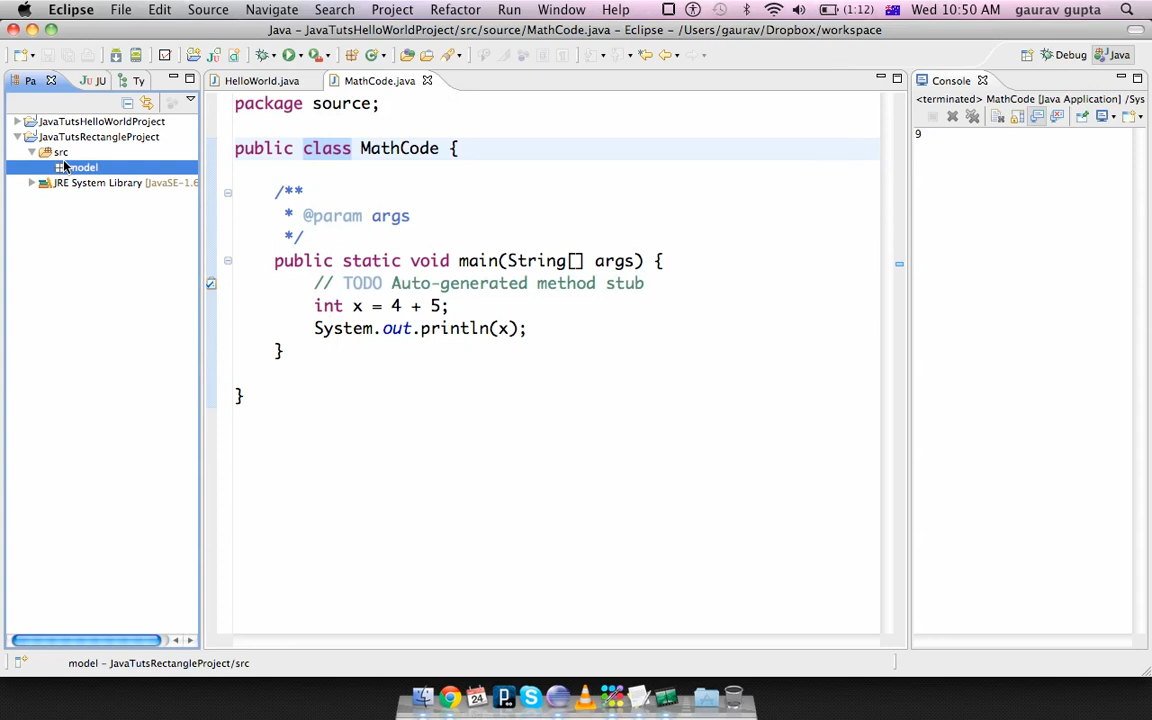 Eclipse File Edit Source Navigate Search Project Refactor Run Window Help (1:12) Wed 10:50 AM gaurav gupta
Java - JavaTutsHelloWorldProject/src/source/MathCode.java - Eclipse - /Users/gaurav/Dropbox/workspace
Debug Java
Pa JU Ty
HelloWorld.java MathCode.java
Console
<terminated> MathCode [Java Application] /Sys
JavaTutsHelloWorldProject
JavaTutsRectangleProject
src
model
JRE System Library [JavaSE-1.6
package source;
public class MathCode {
/**
* @param args
*/
public static void main(String[] args) {
// TODO Auto-generated method stub
int x = 4 + 5;
System.out.println(x);
}
}
9
model - JavaTutsRectangleProject/src
24